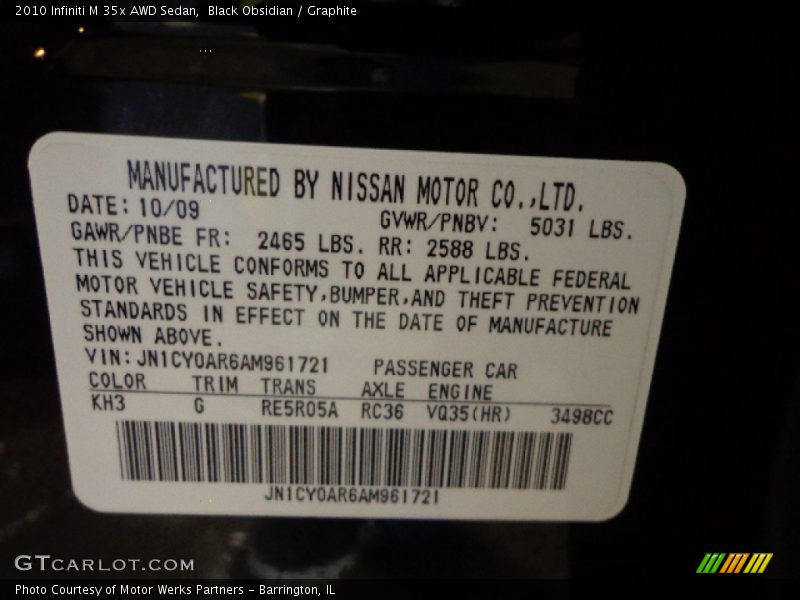 2010 Infiniti M 35x AWD Sedan,  Black Obsidian / Graphite
MANUFACTURED BY NISSAN MOTOR CO.,LTD.
DATE: 10/09 GVWR/PNBV: 5031 LBS.
GAWR/PNBE FR: 2465 LBS. RR: 2588 LBS.
THIS VEHICLE CONFORMS TO ALL APPLICABLE FEDERAL
MOTOR VEHICLE SAFETY,BUMPER,AND THEFT PREVENTION
STANDARDS IN EFFECT ON THE DATE OF MANUFACTURE
SHOWN ABOVE.
VIN: JN1CY0AR6AM961721 PASSENGER CAR
COLOR TRIM TRANS AXLE ENGINE
KH3 G RE5R05A RC36 VQ35(HR) 3498CC
JN1CY0AR6AM961721
GTCARLOT.COM
Photo Courtesy of Motor Werks Partners - Barrington, IL